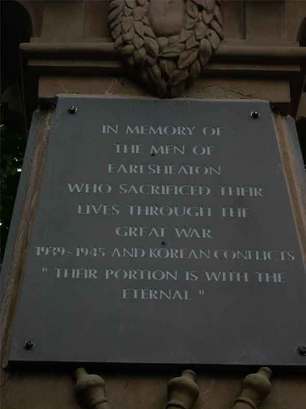 IN MEMORY OF
THE MEN OF
EARLSHEATON
WHO SACRIFICED THEIR
LIVES THROUGH THE
GREAT WAR
1939-1945 AND KOREAN CONFLICTS
" THEIR PORTION IS WITH THE
ETERNAL "